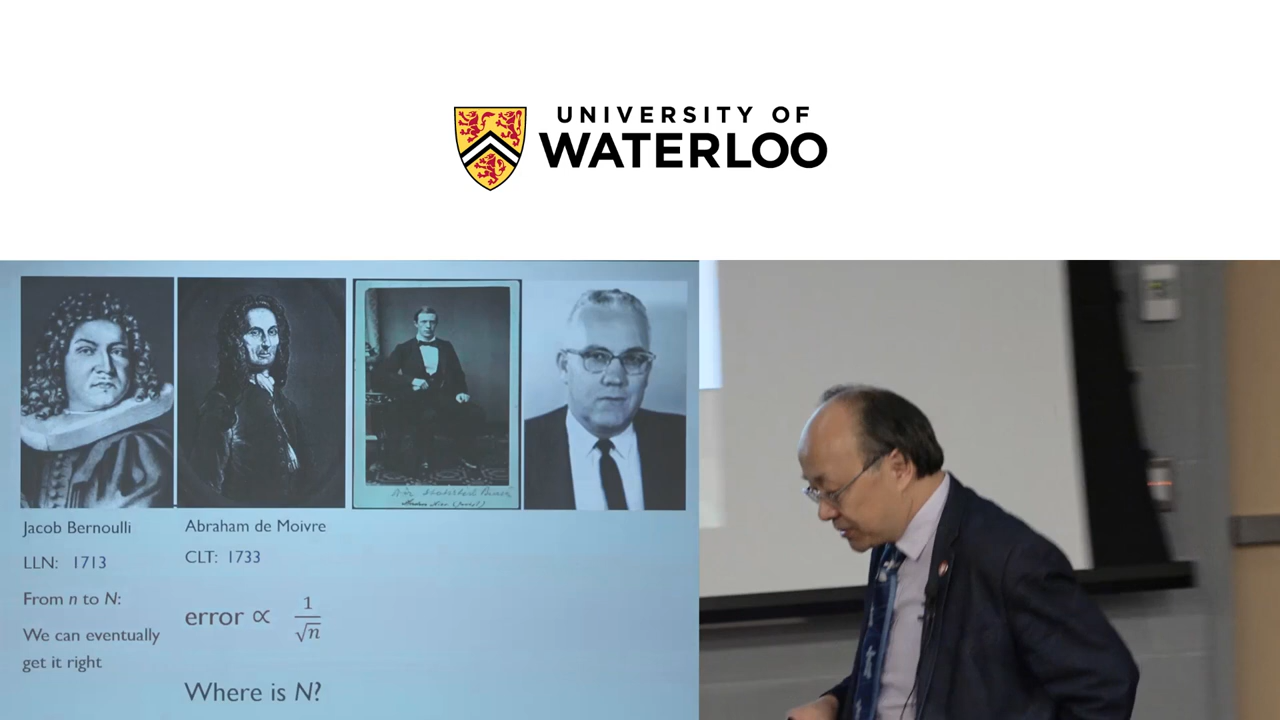 UNIVERSITY OF
WATERLOO
Jacob Bernoulli
LLN: 1713
From n to N:
We can eventually
get it right
Abraham de Moivre
CLT: 1733
error ∝ 1/√n
Where is N?